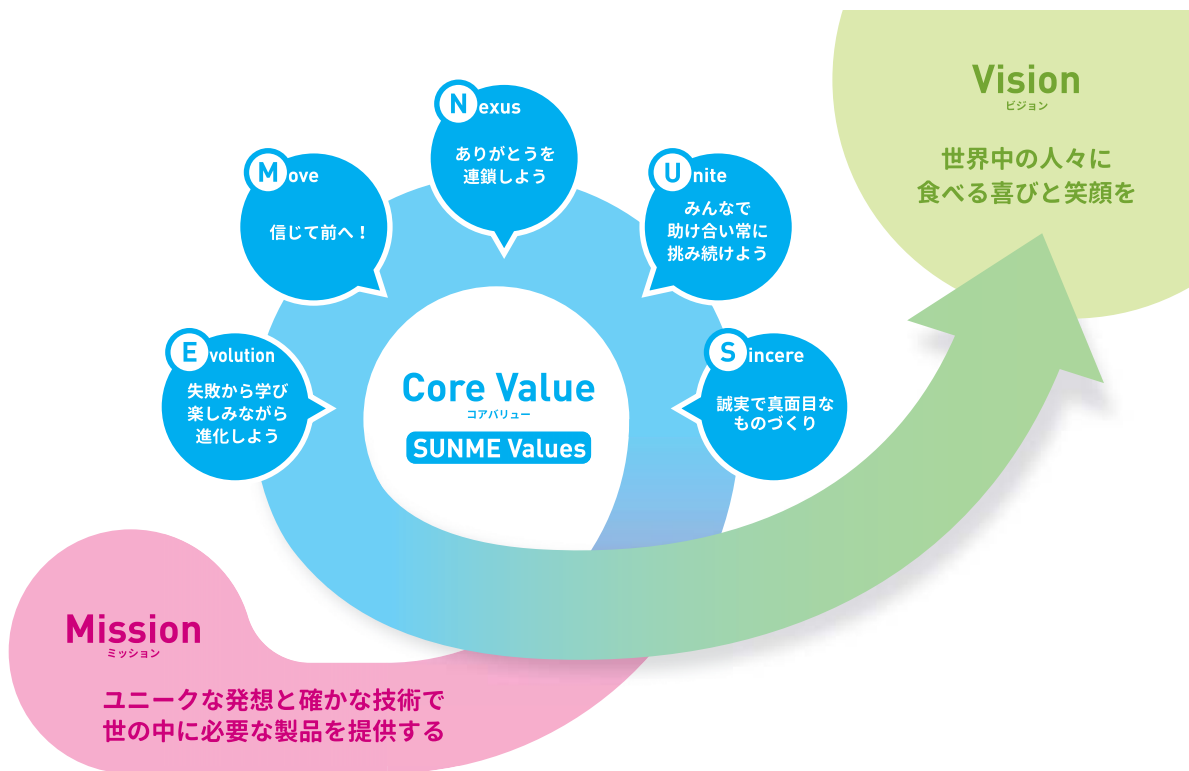 Vision
ビジョン
世界中の人々に
食べる喜びと笑顔を
Nexus
ありがとうを
連鎖しよう
Move
信じて前へ！
Unite
みんなで
助け合い常に
挑み続けよう
Evolution
失敗から学び
楽しみながら
進化しよう
Sincere
誠実で真面目な
ものづくり
Core Value
コアバリュー
SUNME Values
Mission
ミッション
ユニークな発想と確かな技術で
世の中に必要な製品を提供する